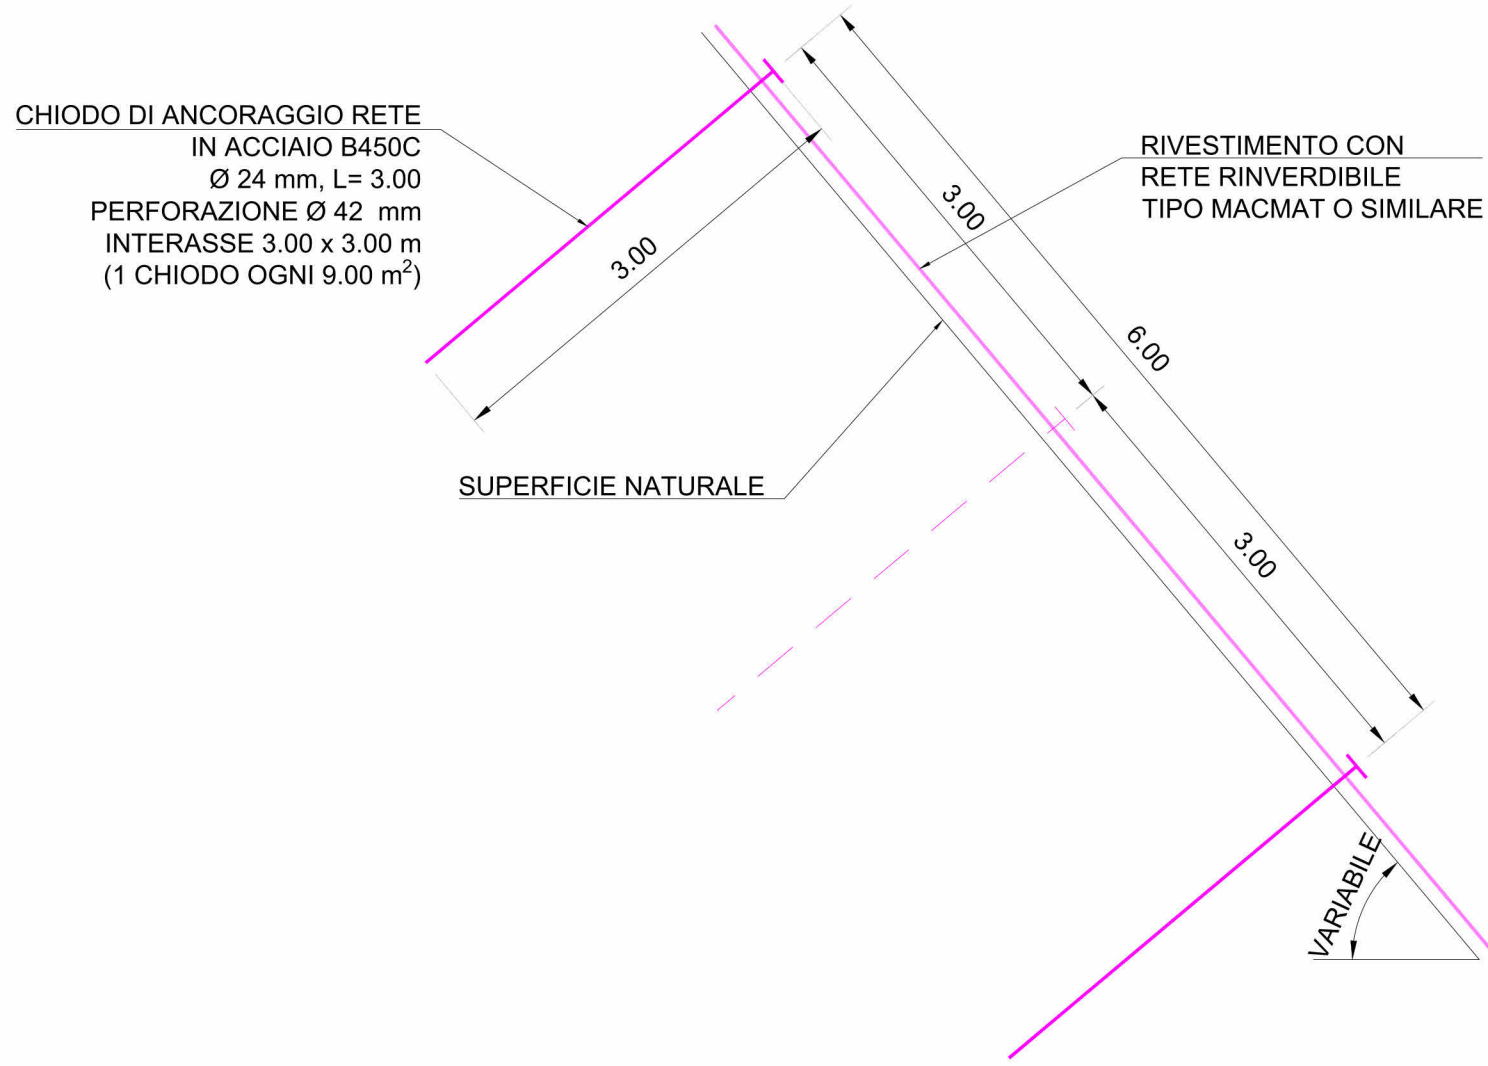 CHIODO DI ANCORAGGIO RETE
IN ACCIAIO B450C
Ø 24 mm, L= 3.00
PERFORAZIONE Ø 42 mm
INTERASSE 3.00 x 3.00 m
(1 CHIODO OGNI 9.00 m²)
RIVESTIMENTO CON
RETE RINVERDIBILE
TIPO MACMAT O SIMILARE
3.00
3.00
6.00
SUPERFICIE NATURALE
3.00
VARIABILE